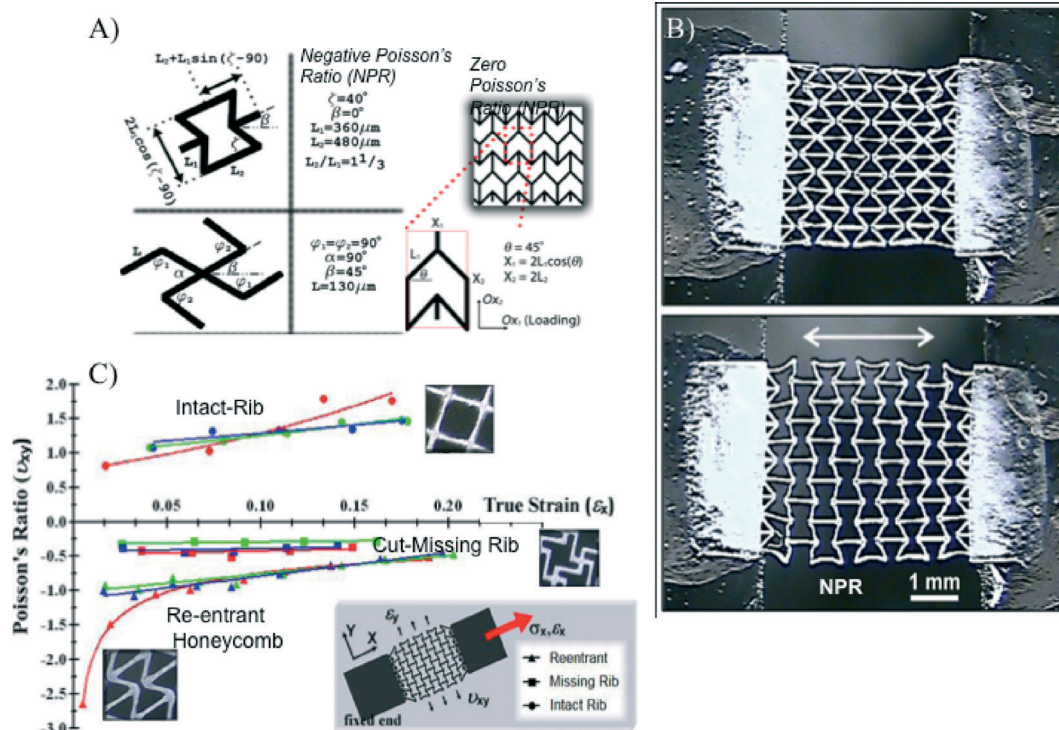 A)
L₂+L₁sin(ζ-90)
2L₁cos(ζ-90)
β
L₁
ζ
L₂
Negative Poisson's
Ratio (NPR)
ζ=40°
β=0°
L₁=360μm
L₂=480μm
L₂/L₁=1 1/3
Zero
Poisson's
Ratio (NPR)
L
φ₁
α
φ₂
β
φ₂
φ₁
φ₁=φ₂=90°
α=90°
β=45°
L=130μm
X₁
θ
X₂
θ = 45°
X₂ = 2L₂
Ox₂
Ox₁ (Loading)
B)
NPR
1 mm
C)
Poisson's Ratio (υxy)
2.0
1.5
1.0
0.5
0.0
-0.5
-1.0
-1.5
-2.0
-2.5
-3.0
0.05
0.10
0.15
0.20
True Strain (εx)
Intact-Rib
Cut-Missing Rib
Re-entrant
Honeycomb
Y
X
εy
σx,εx
υxy
fixed end
Reentrant
Missing Rib
Intact Rib